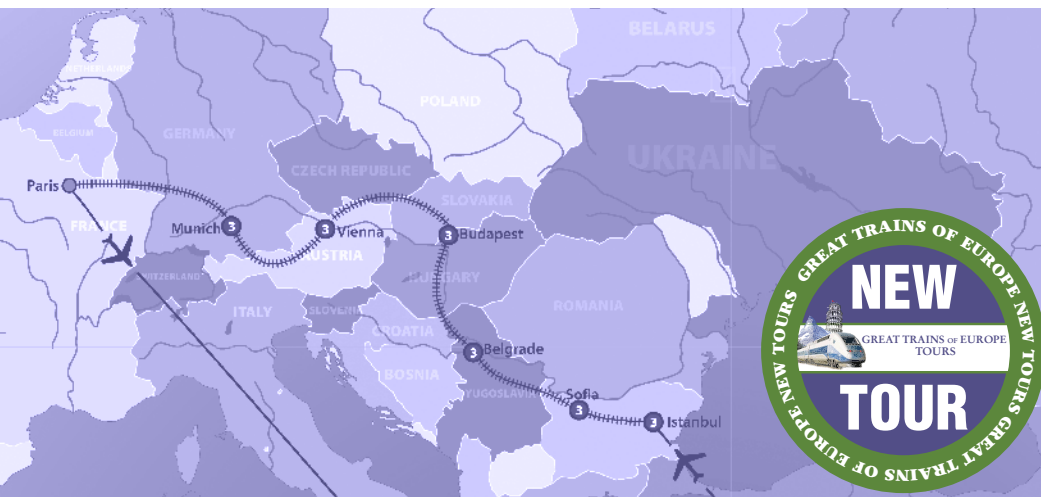 BELARUS
NETHERLANDS
POLAND
BELGIUM
GERMANY
UKRAINE
CZECH REPUBLIC
Paris
SLOVAKIA
FRANCE
Munich
3
3
Vienna
3
Budapest
AUSTRIA
SWITZERLAND
HUNGARY
ITALY
SLOVENIA
ROMANIA
CROATIA
3
Belgrade
BOSNIA
YUGOSLAVIA
Sofia
3
3
Istanbul
GREAT TRAINS OF EUROPE NEW TOURS GREAT TRAINS OF EUROPE NEW TOURS
NEW
GREAT TRAINS OF EUROPE
TOURS
TOUR